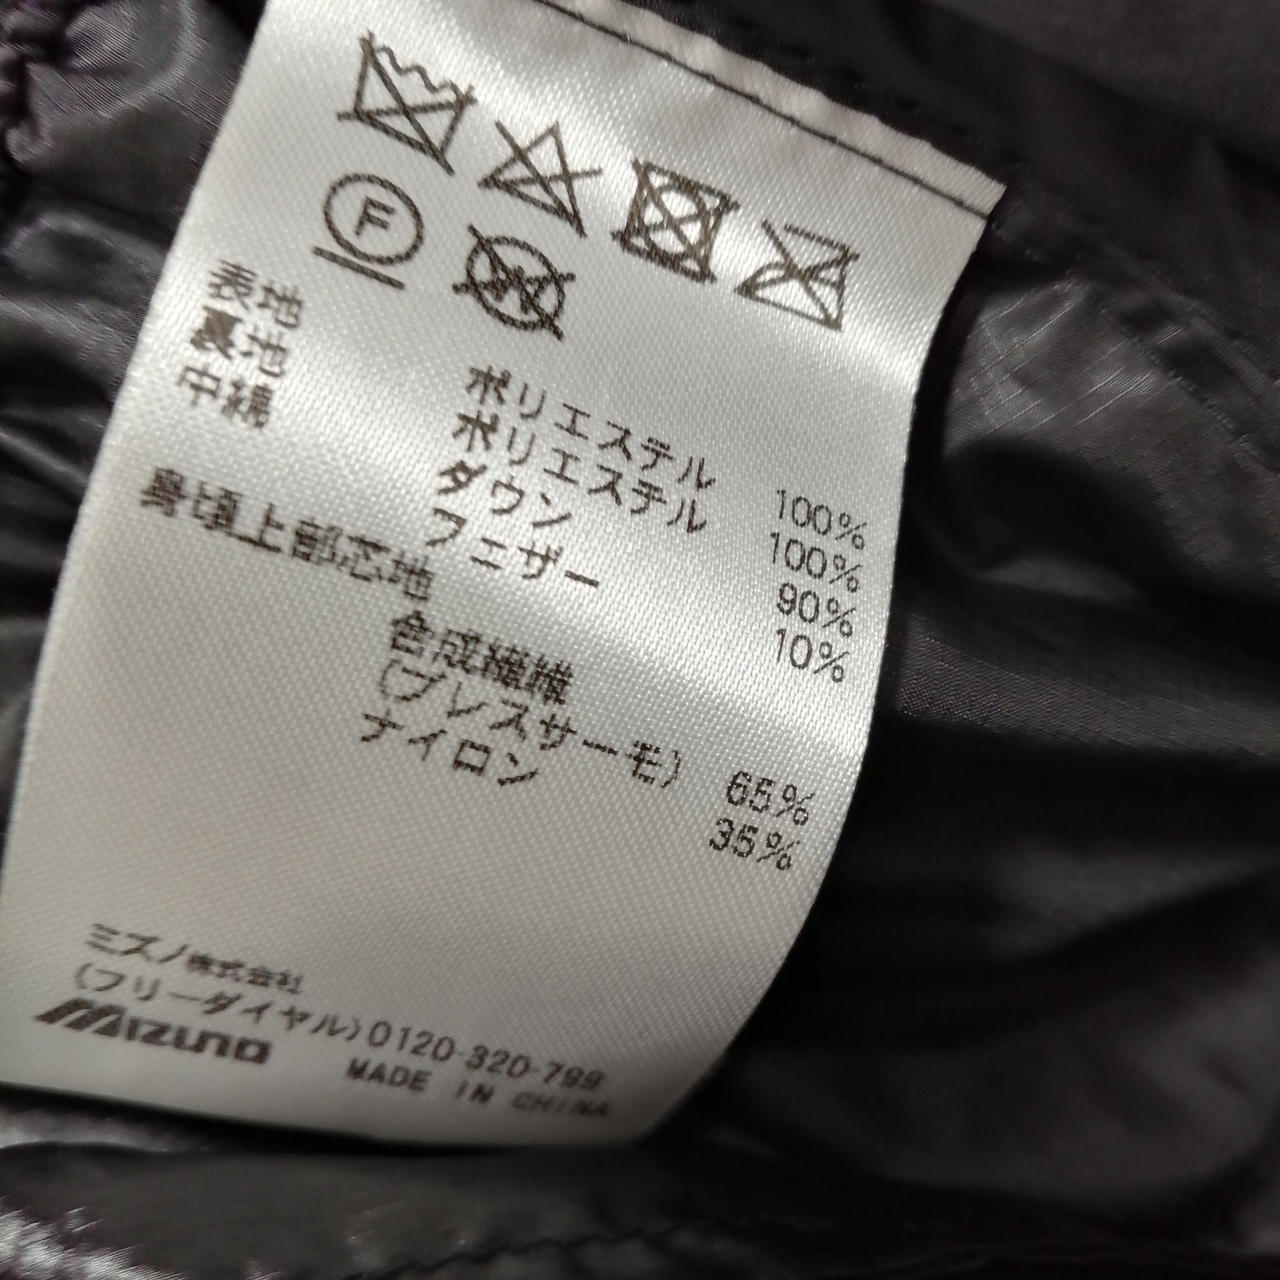 F
表地 ポリエステル 100%
裏地 ポリエステル 100%
中綿 ダウン 90%
フェザー 10%
身頃上部芯地
合成繊維
(ブレスサーモ) 65%
ナイロン 35%
ミズノ株式会社
(フリーダイヤル)0120-320-799
Mizuno
MADE IN CHINA